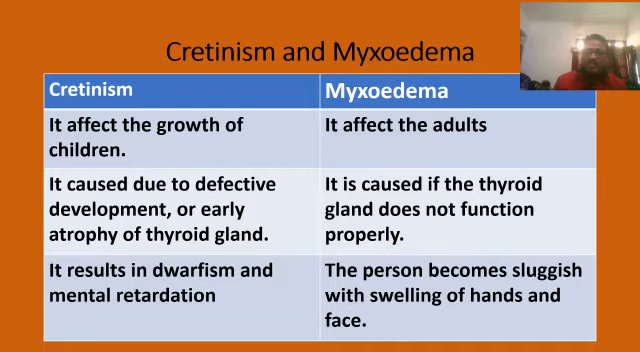 Cretinism and Myxoedema
Cretinism
Myxoedema
It affect the growth of
children.
It affect the adults
It caused due to defective
development, or early
atrophy of thyroid gland.
It is caused if the thyroid
gland does not function
properly.
It results in dwarfism and
mental retardation
The person becomes sluggish
with swelling of hands and
face.